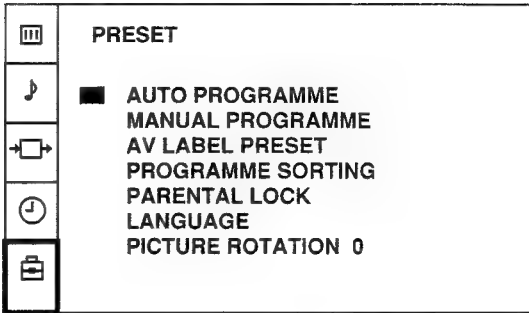 PRESET
AUTO PROGRAMME
MANUAL PROGRAMME
AV LABEL PRESET
PROGRAMME SORTING
PARENTAL LOCK
LANGUAGE
PICTURE ROTATION 0